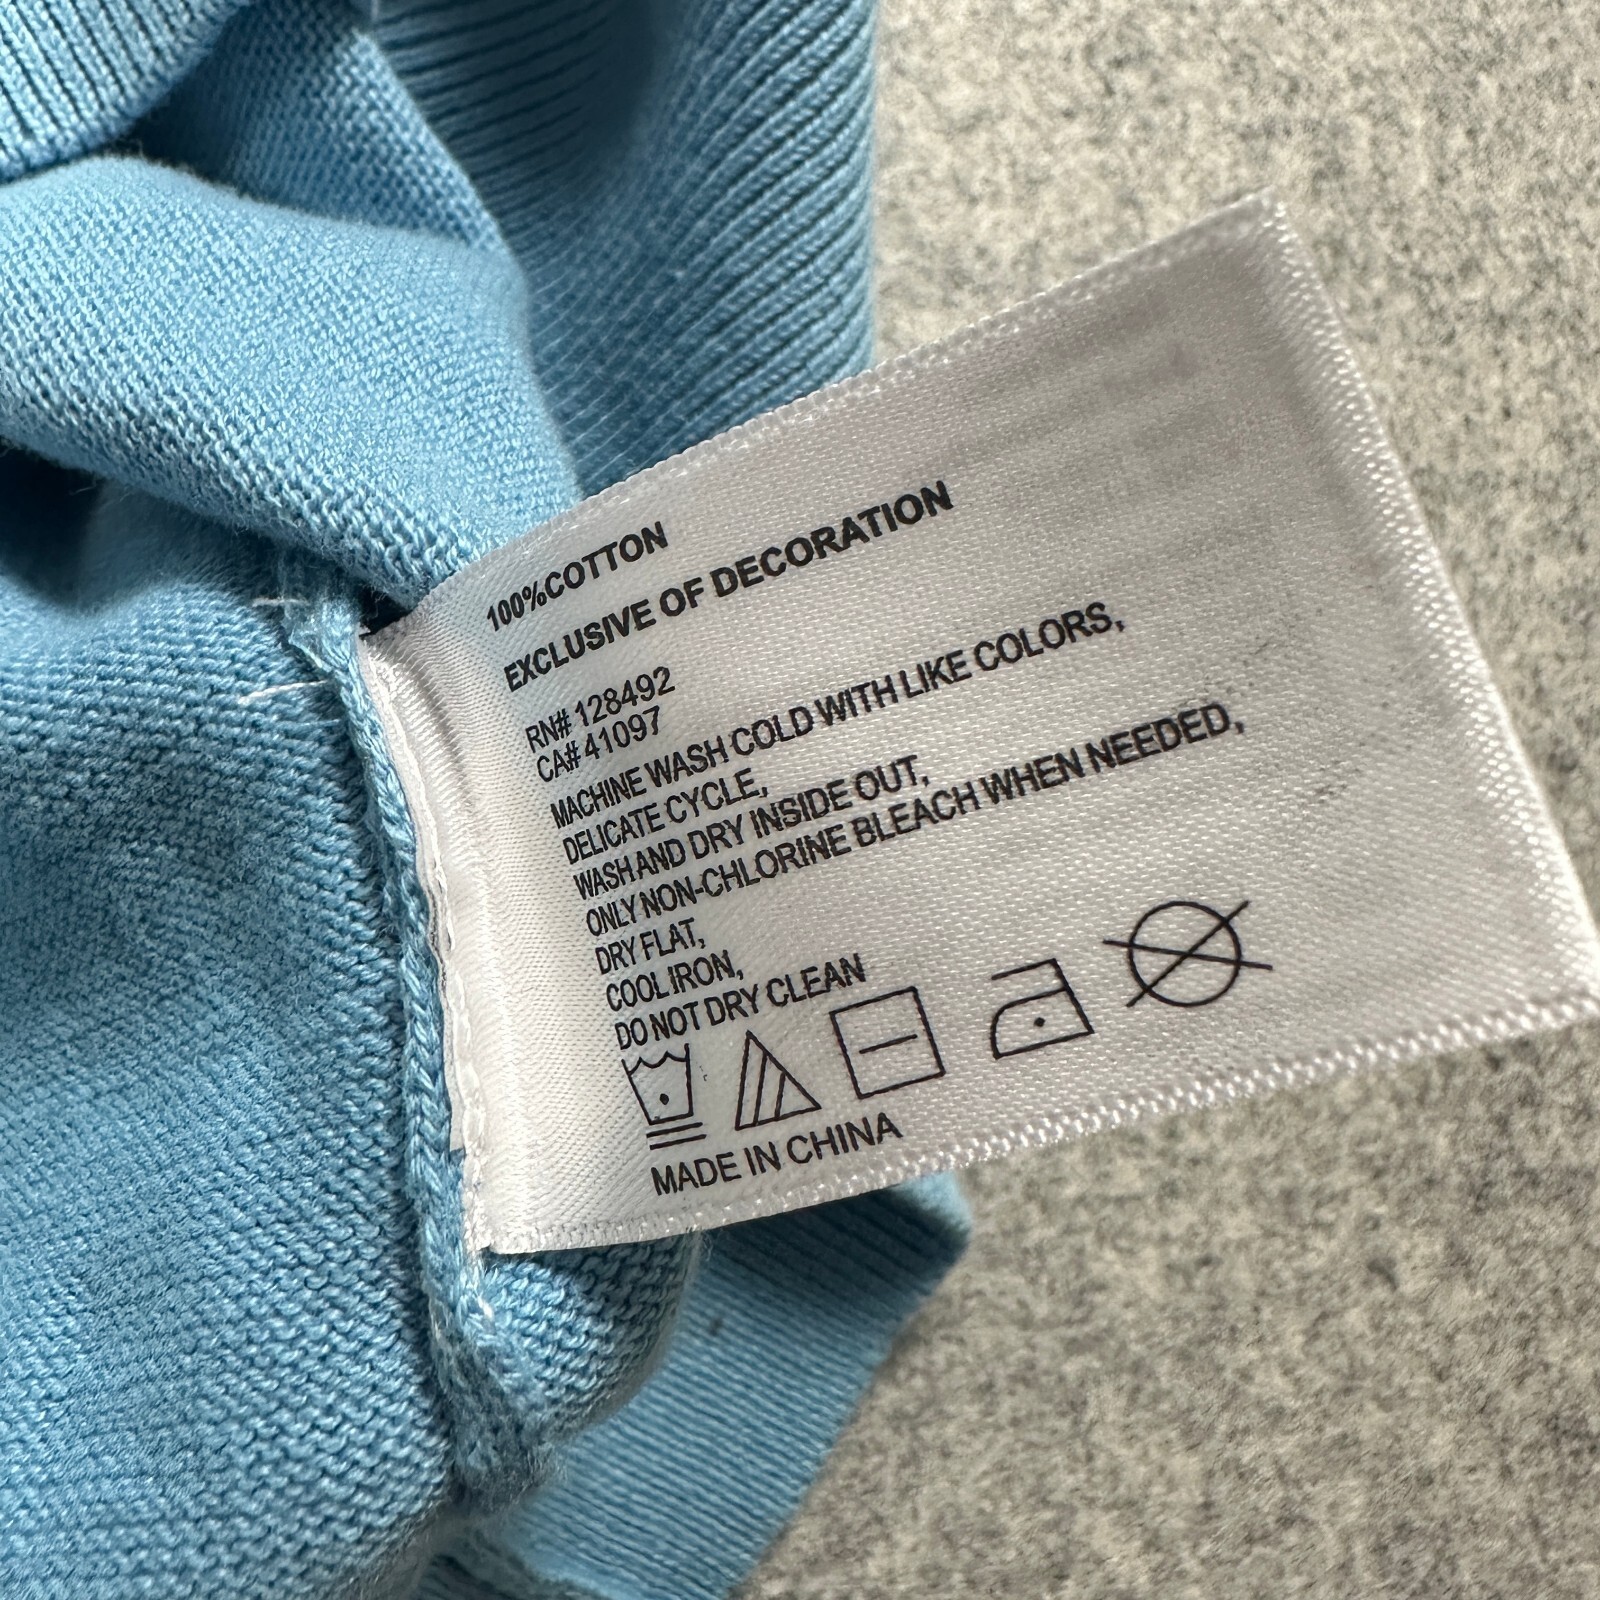 100%COTTON
EXCLUSIVE OF DECORATION
RN# 128492
CA# 41097
MACHINE WASH COLD WITH LIKE COLORS,
DELICATE CYCLE,
WASH AND DRY INSIDE OUT,
ONLY NON-CHLORINE BLEACH WHEN NEEDED,
DRY FLAT,
COOL IRON,
DO NOT DRY CLEAN
MADE IN CHINA